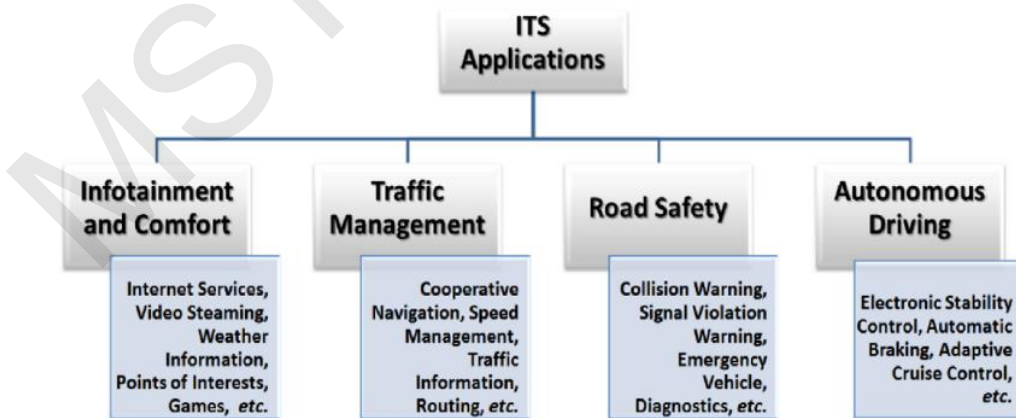 ITS
Applications
Infotainment
and Comfort
Internet Services,
Video Steaming,
Weather
Information,
Points of Interests,
Games, etc.
Traffic
Management
Cooperative
Navigation, Speed
Management,
Traffic
Information,
Routing, etc.
Road Safety
Collision Warning,
Signal Violation
Warning,
Emergency
Vehicle,
Diagnostics, etc.
Autonomous
Driving
Electronic Stability
Control, Automatic
Braking, Adaptive
Cruise Control,
etc.